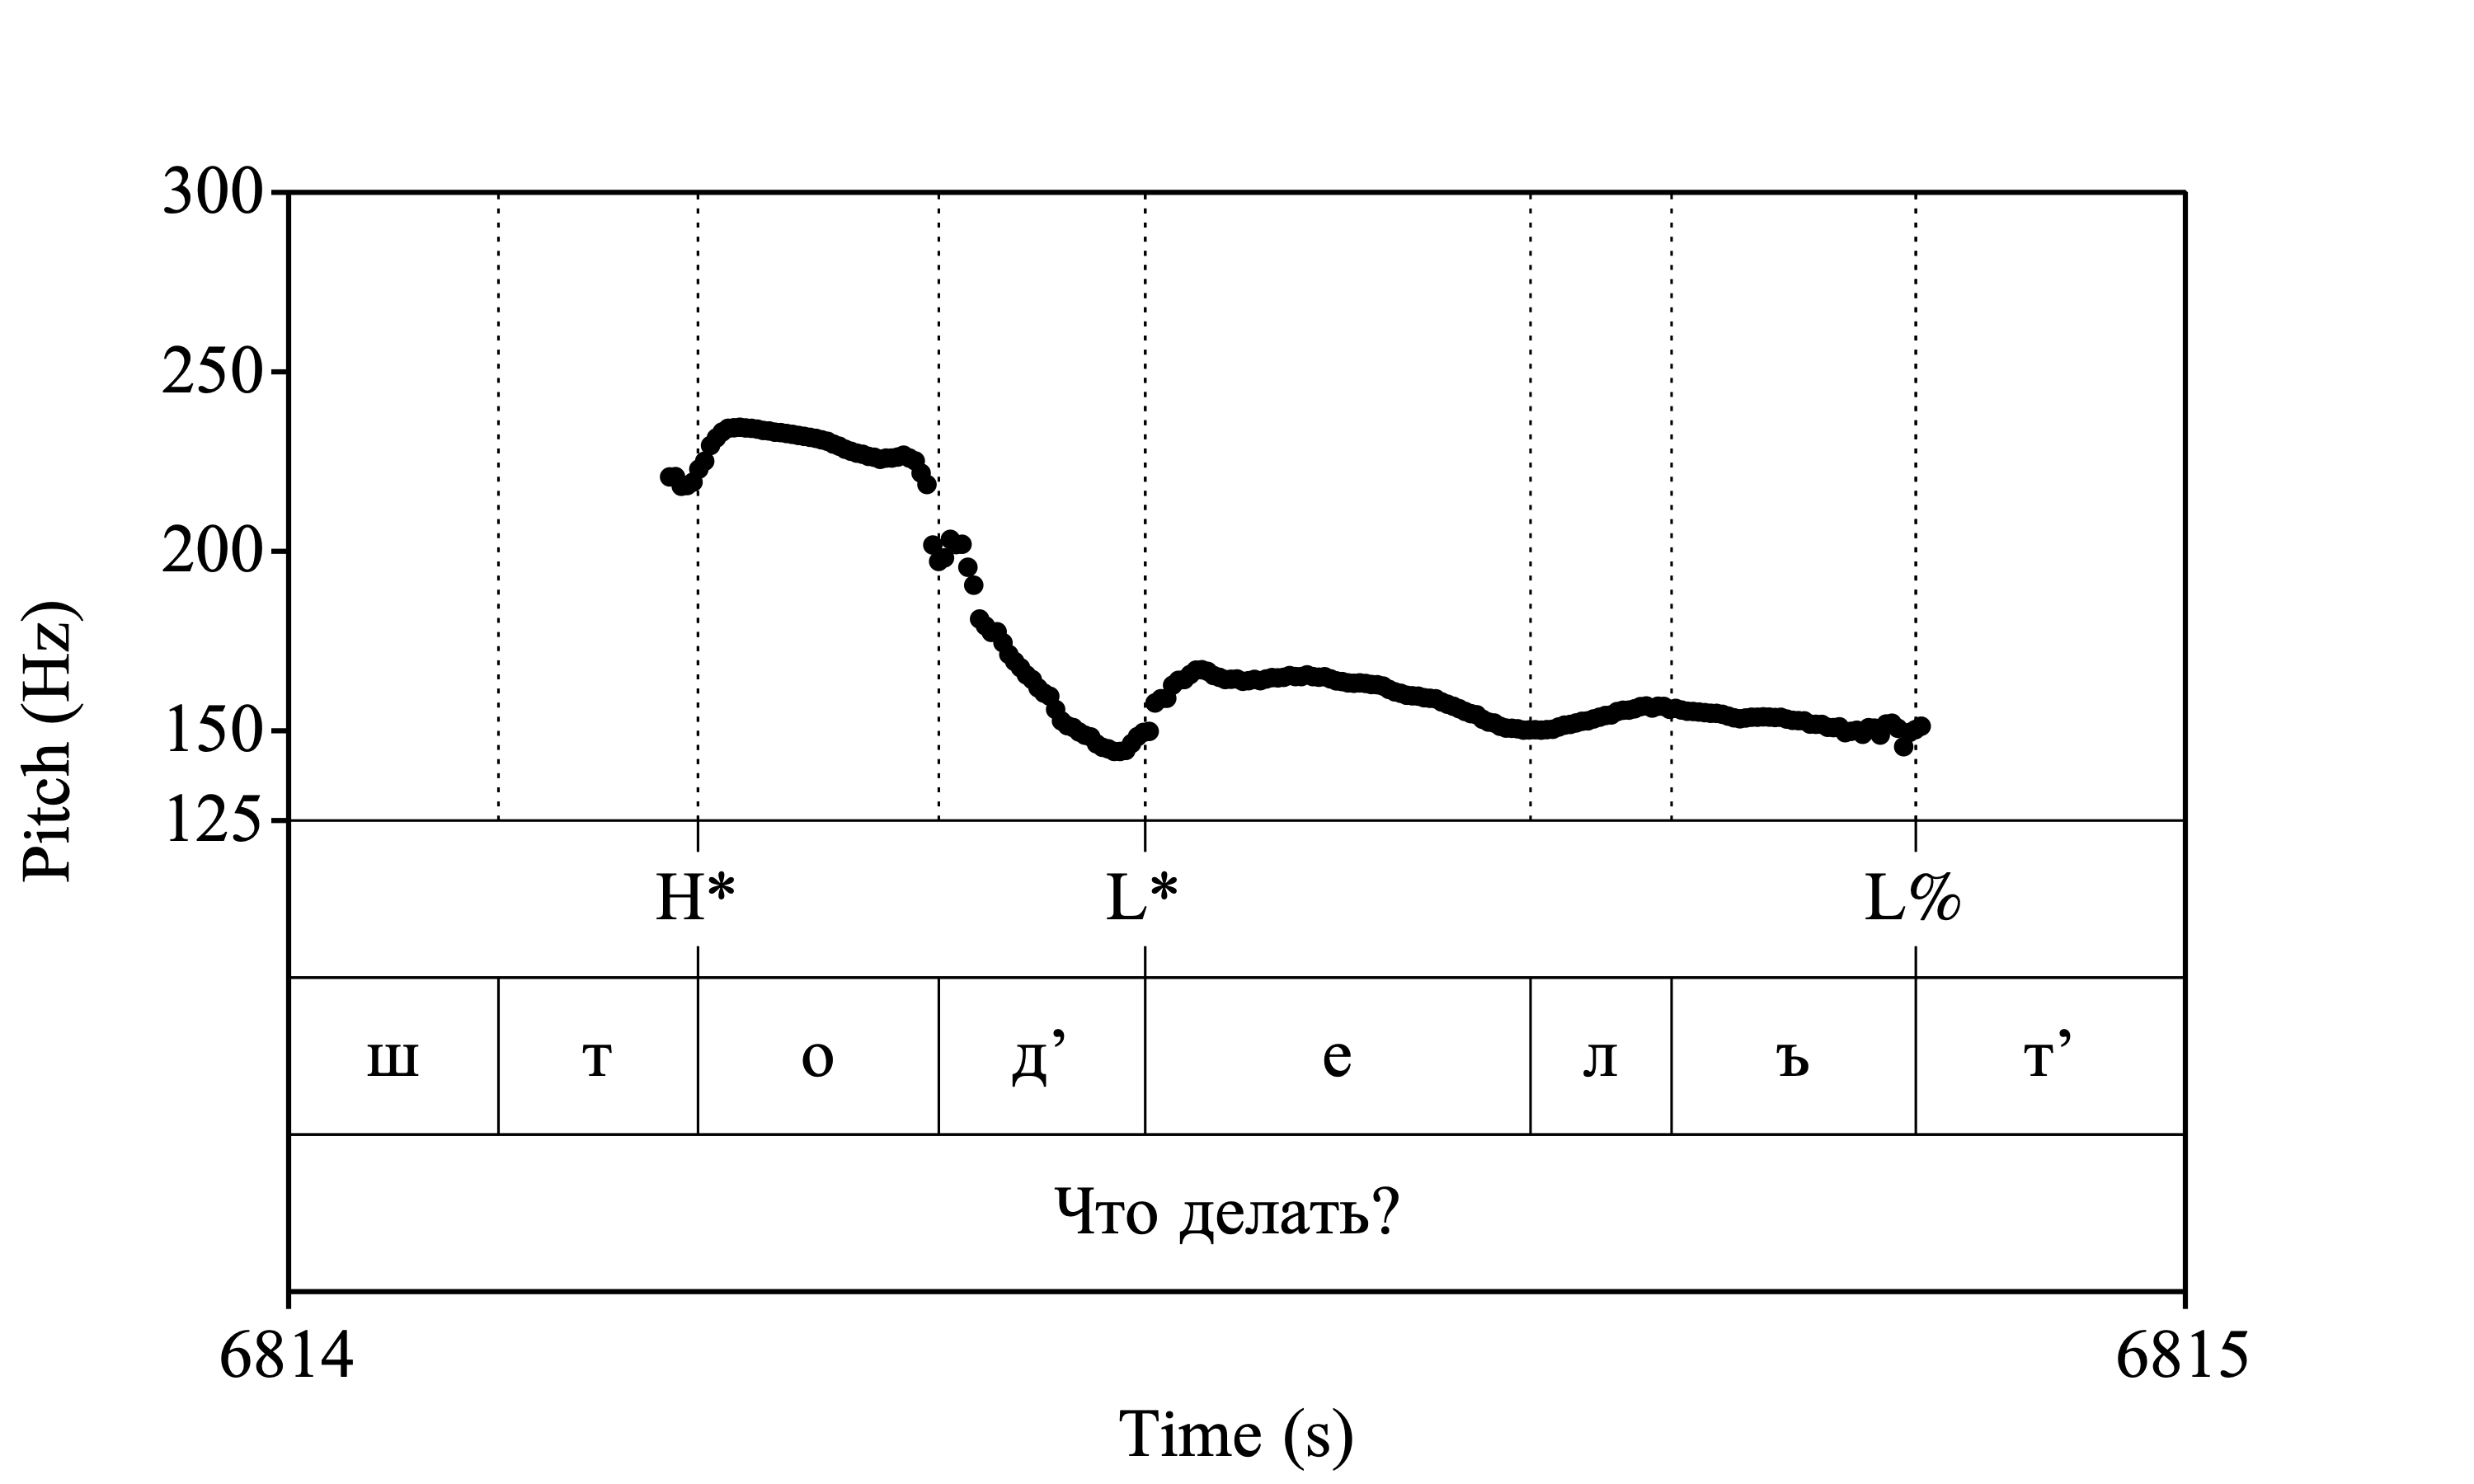 300
250
200
150
125
Pitch (Hz)
H* L* L%
ш т о д’ е л ъ т’
Что делать?
6814 6815
Time (s)